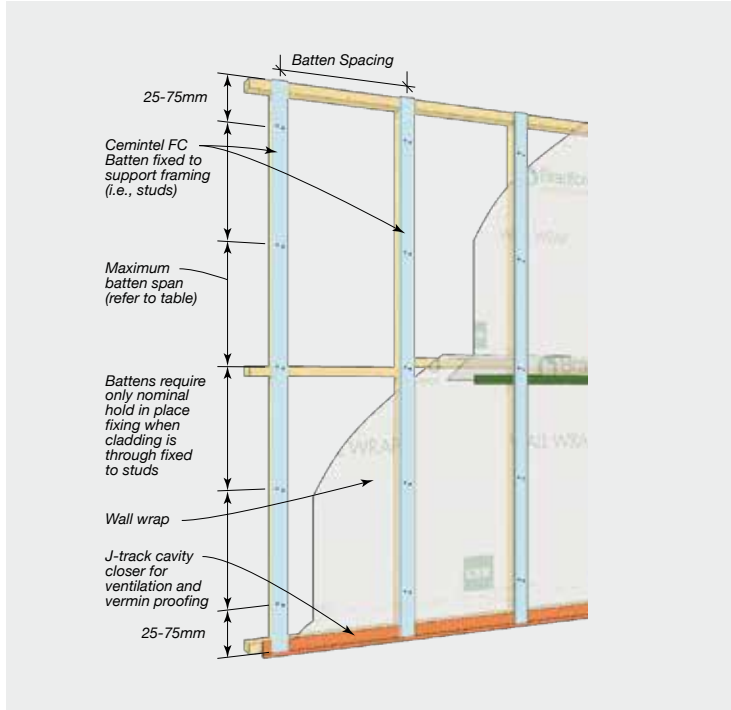 Batten Spacing
25-75mm
Cemintel FC
Batten fixed to
support framing
(i.e., studs)
Maximum
batten span
(refer to table)
Battens require
only nominal
hold in place
fixing when
cladding is
through fixed
to studs
Wall wrap
J-track cavity
closer for
ventilation and
vermin proofing
25-75mm
WALL WRAP